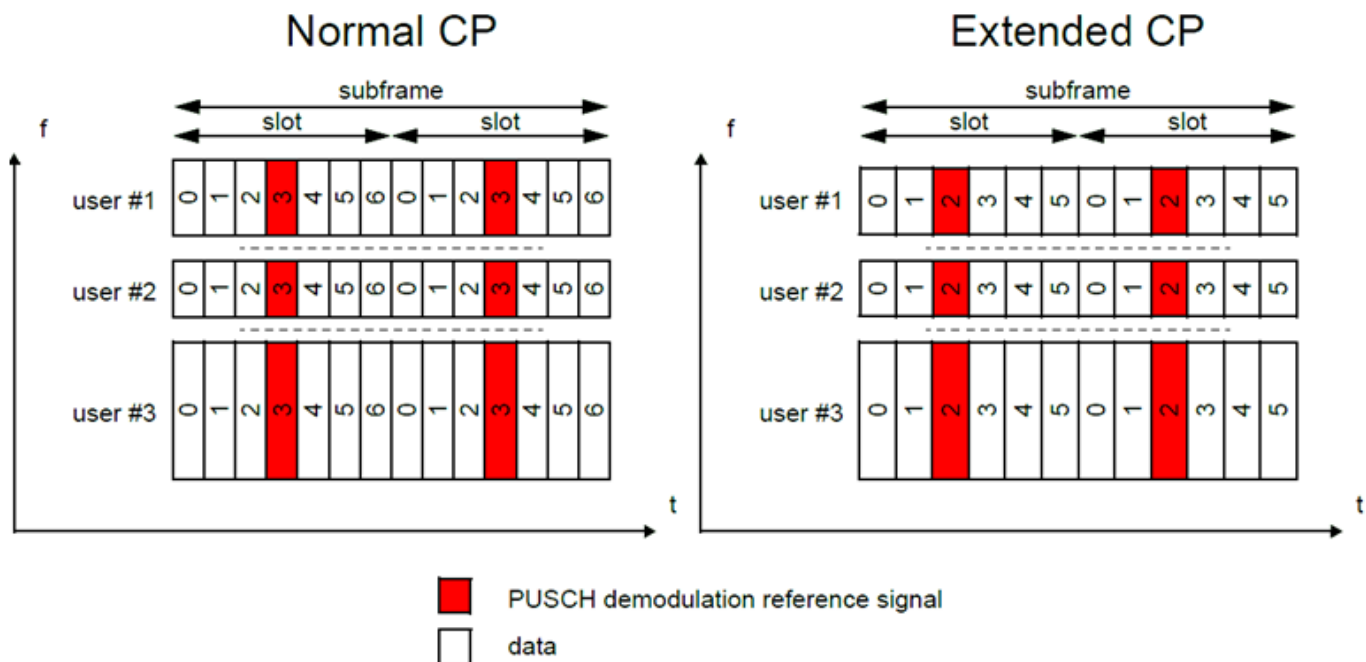 Normal CP
subframe
slot slot
f
user #1 0 1 2 3 4 5 6 0 1 2 3 4 5 6
user #2 0 1 2 3 4 5 6 0 1 2 3 4 5 6
user #3 0 1 2 3 4 5 6 0 1 2 3 4 5 6
t
Extended CP
subframe
slot slot
f
user #1 0 1 2 3 4 5 0 1 2 3 4 5
user #2 0 1 2 3 4 5 0 1 2 3 4 5
user #3 0 1 2 3 4 5 0 1 2 3 4 5
t
PUSCH demodulation reference signal
data